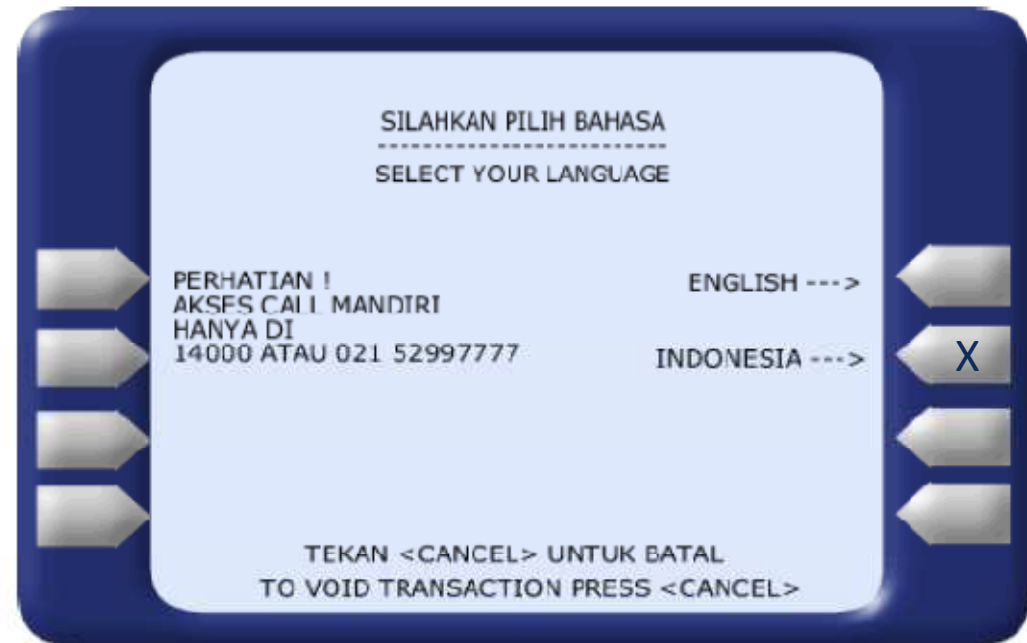 SILAHKAN PILIH BAHASA
--------------------------
SELECT YOUR LANGUAGE
PERHATIAN !
AKSES CALL MANDIRI
HANYA DI
14000 ATAU 021 52997777
ENGLISH --->
INDONESIA --->
X
TEKAN <CANCEL> UNTUK BATAL
TO VOID TRANSACTION PRESS <CANCEL>